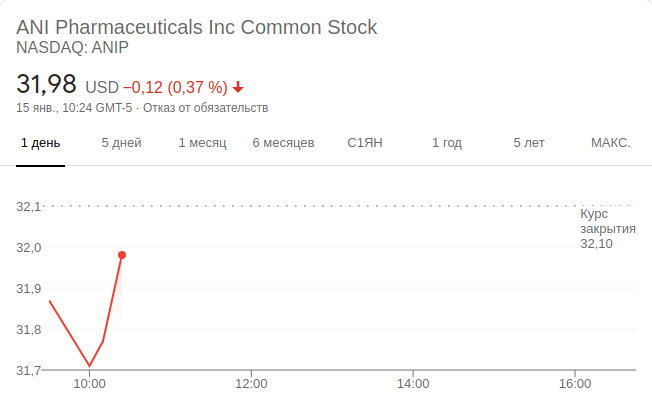 ANI Pharmaceuticals Inc Common Stock
NASDAQ: ANIP
31,98 USD −0,12 (0,37 %)
15 янв., 10:24 GMT-5 · Отказ от обязательств
1 день 5 дней 1 месяц 6 месяцев С1ЯН 1 год 5 лет МАКС.
32,1
Курс
закрытия
32,10
32,0
31,9
31,8
31,7
10:00 12:00 14:00 16:00